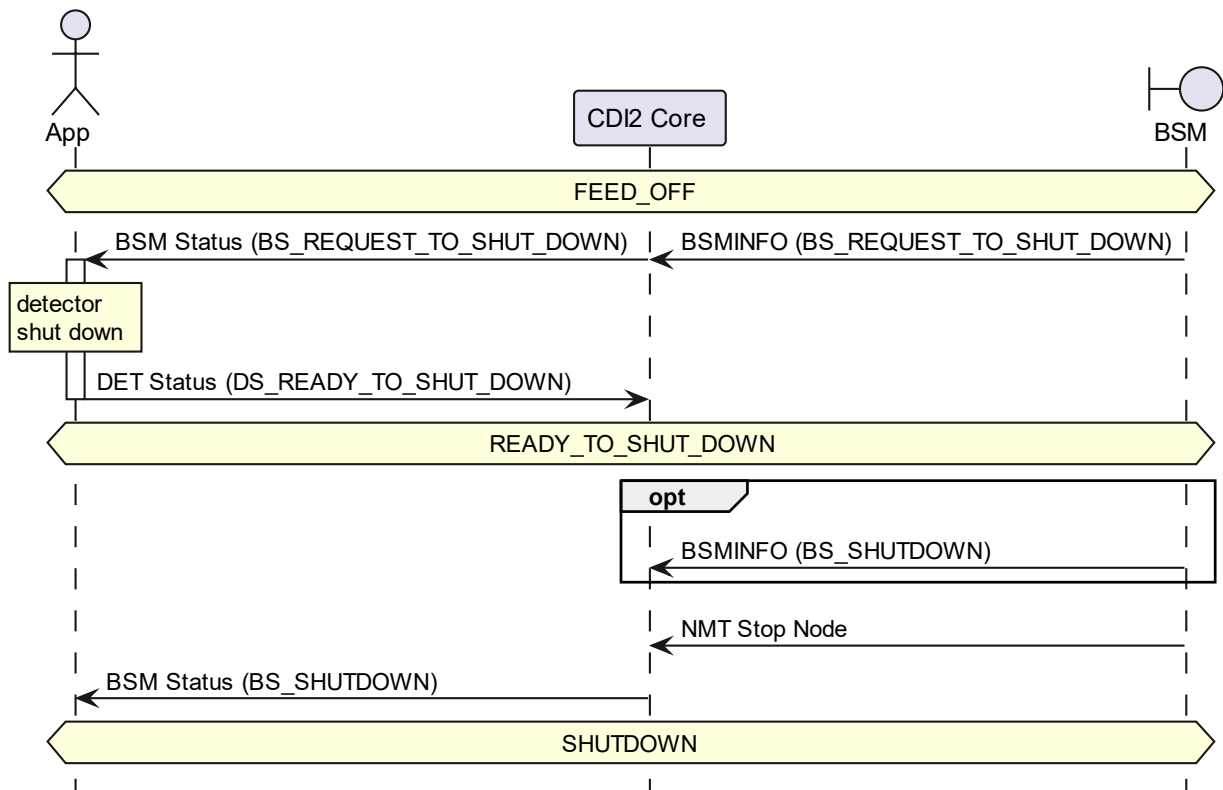 App
CDI2 Core
BSM
FEED_OFF
BSM Status (BS_REQUEST_TO_SHUT_DOWN)
BSMINFO (BS_REQUEST_TO_SHUT_DOWN)
detector
shut down
DET Status (DS_READY_TO_SHUT_DOWN)
READY_TO_SHUT_DOWN
opt
BSMINFO (BS_SHUTDOWN)
NMT Stop Node
BSM Status (BS_SHUTDOWN)
SHUTDOWN